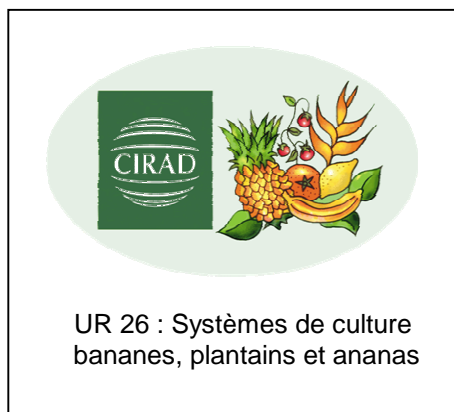 CIRAD
UR 26 : Systèmes de culture
bananes, plantains et ananas